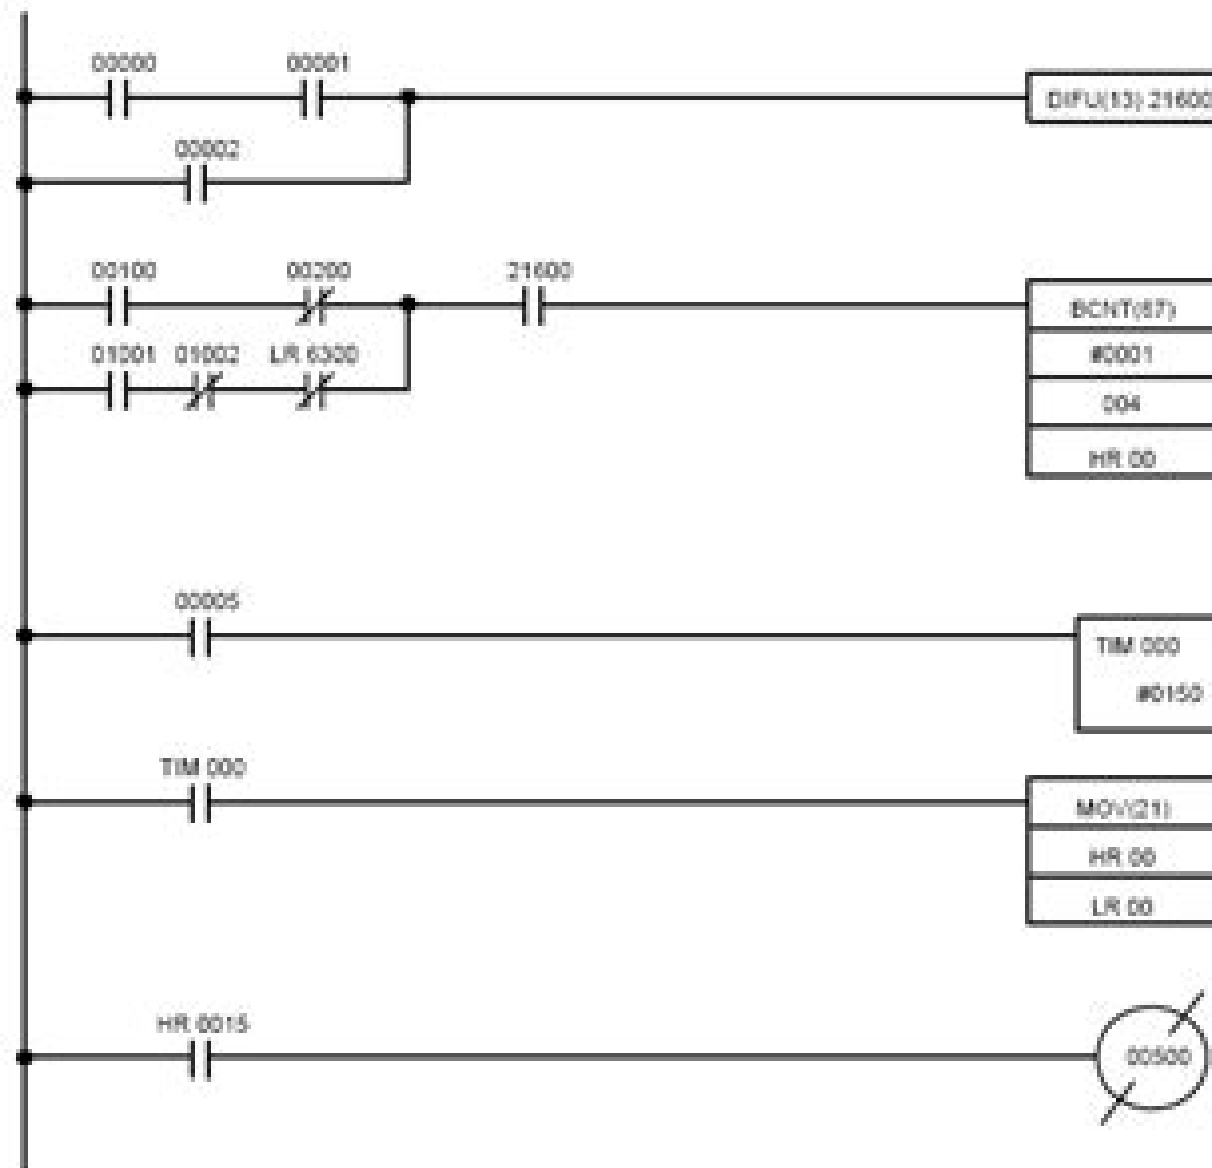 00000 00001
DIFU(13) 21600
00002
00100 00200 21600
BCNT(67)
#0001
004
HR 00
01001 01002 LR 6300
00005
TIM 000
#0150
TIM 000
MOV(21)
HR 00
LR 00
HR 0015
00500